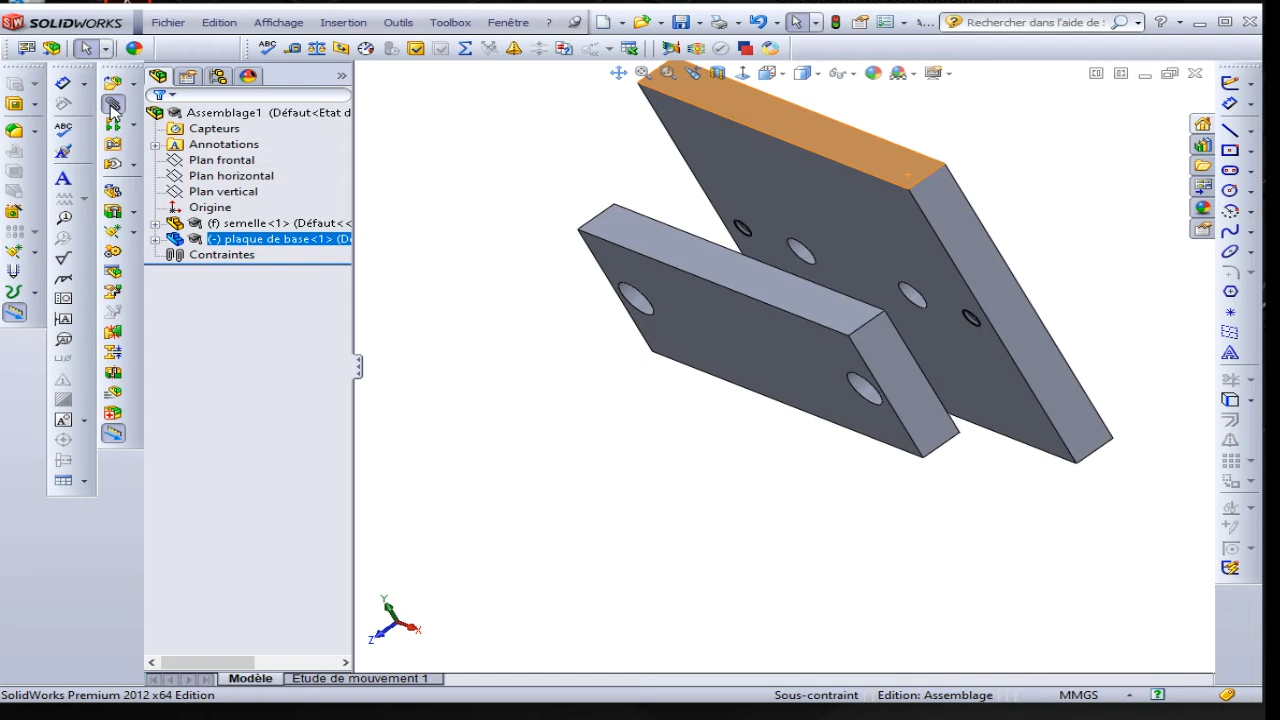 SOLIDWORKS Fichier Edition Affichage Insertion Outils Toolbox Fenêtre ? Rechercher dans l'aide de
Assemblage1 (Défaut<Etat d
Capteurs
Annotations
Plan frontal
Plan horizontal
Plan vertical
Origine
(f) semelle<1> (Défaut<<
(-) plaque de base<1> (D
Contraintes
Y
X
Z
Modèle Etude de mouvement 1
SolidWorks Premium 2012 x64 Edition Sous-contraint Edition: Assemblage MMGS